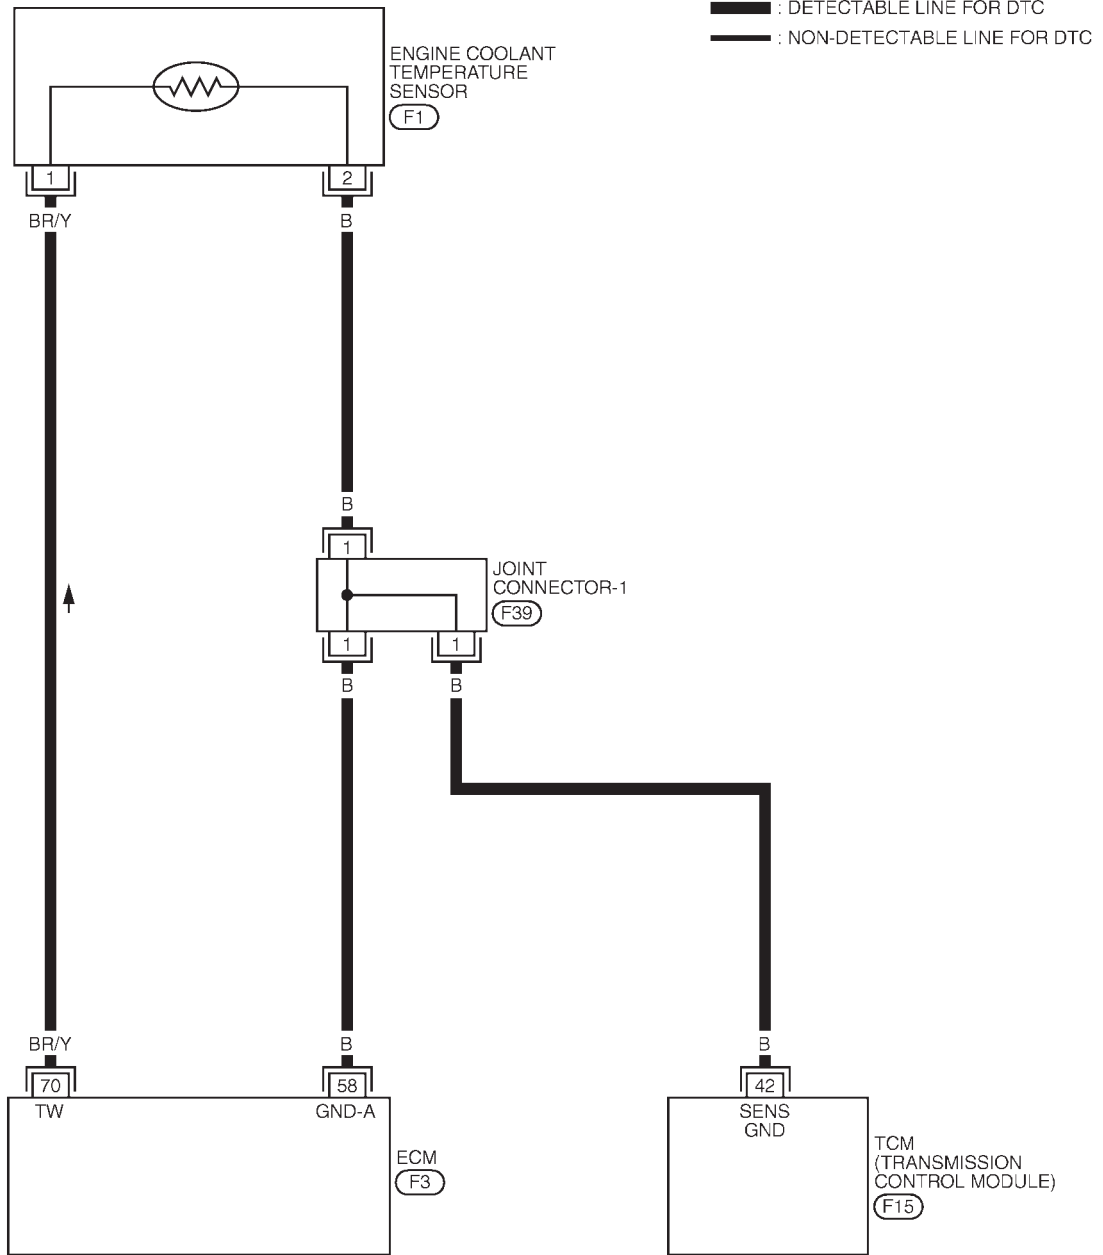 : DETECTABLE LINE FOR DTC
: NON-DETECTABLE LINE FOR DTC
ENGINE COOLANT
TEMPERATURE
SENSOR
F1
1
2
BR/Y
B
B
1
JOINT
CONNECTOR-1
F39
1
1
B
B
BR/Y
B
B
70
58
42
TW
GND-A
SENS
GND
ECM
F3
TCM
(TRANSMISSION
CONTROL MODULE)
F15